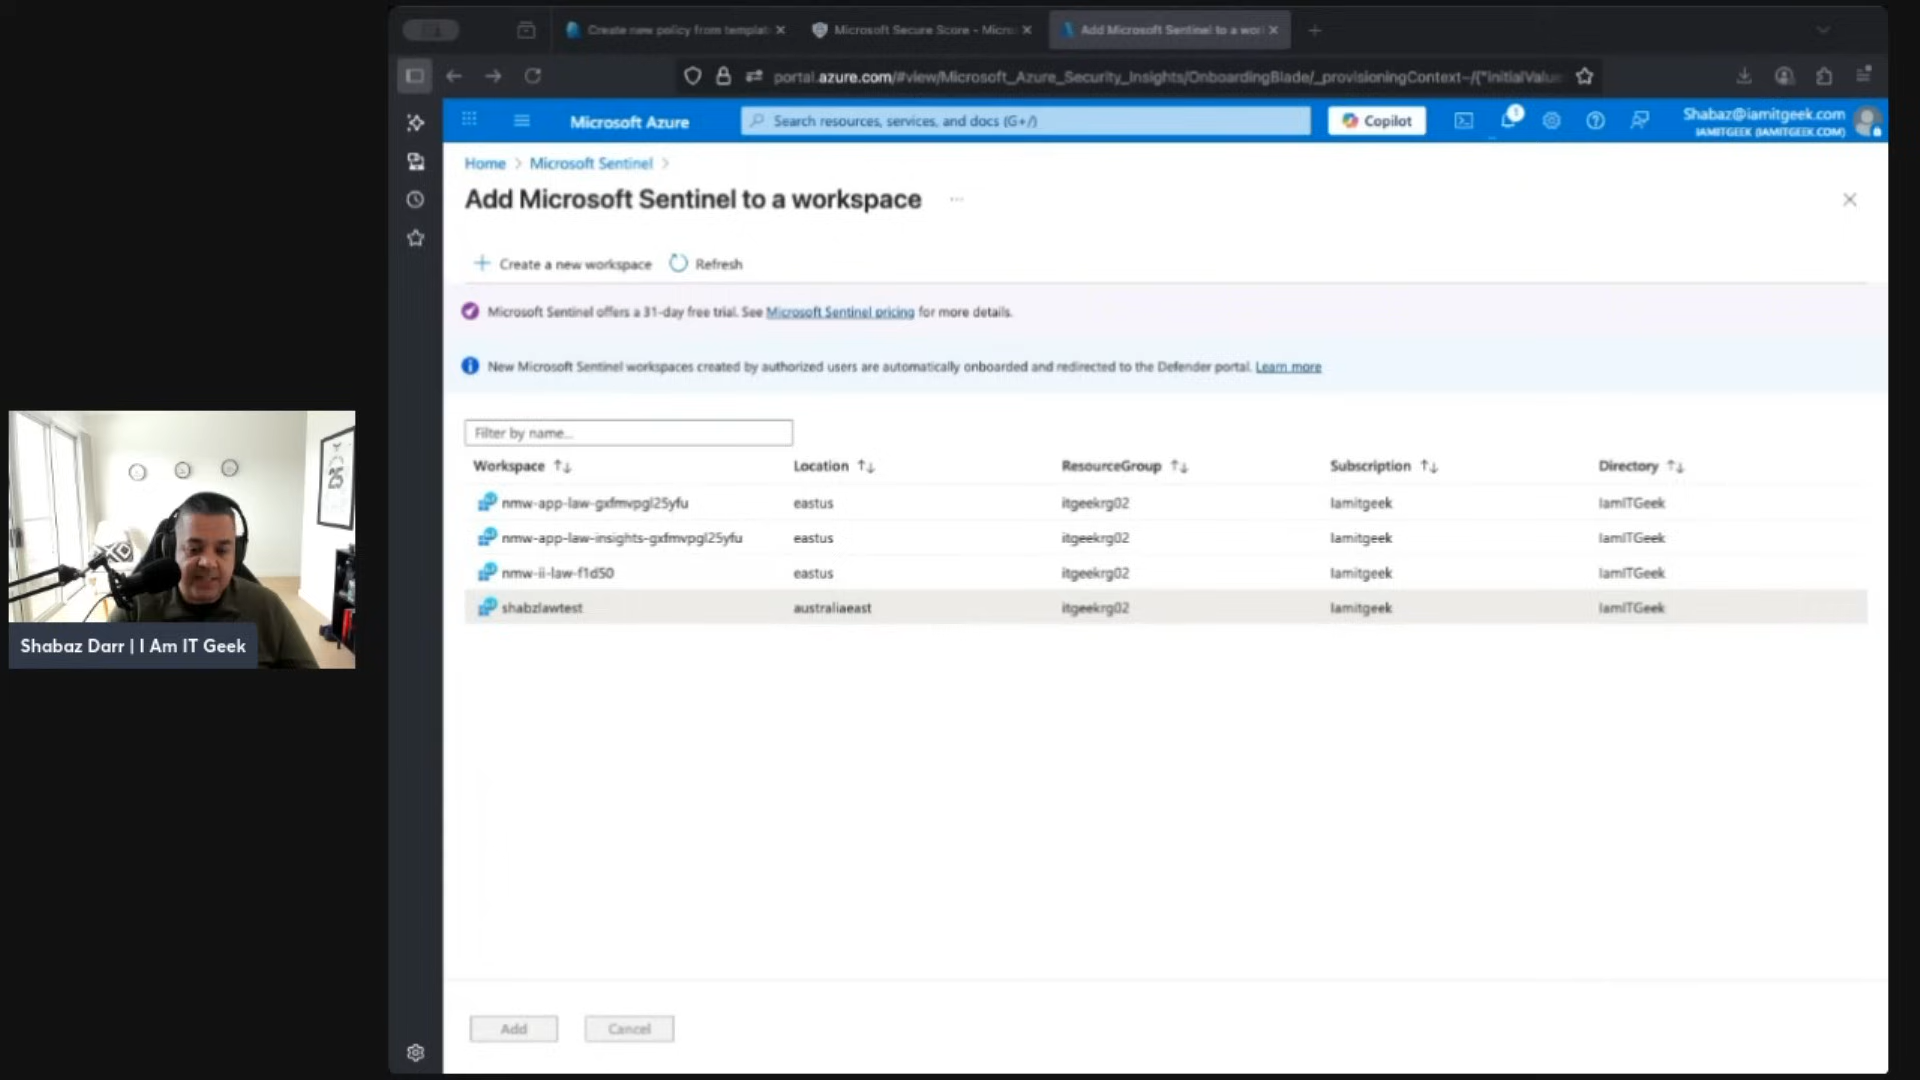 Create new policy from templat
Microsoft Secure Score - Micro
Add Microsoft Sentinel to a wor
portal.azure.com/#view/Microsoft_Azure_Security_Insights/OnboardingBlade/_provisioningContext~/{"initialValue
Microsoft Azure
Search resources, services, and docs (G+/)
Copilot
1
Shabaz@iamitgeek.com
IAMITGEEK (IAMITGEEK.COM)
Home > Microsoft Sentinel >
Add Microsoft Sentinel to a workspace
Create a new workspace
Refresh
Microsoft Sentinel offers a 31-day free trial. See Microsoft Sentinel pricing for more details.
New Microsoft Sentinel workspaces created by authorized users are automatically onboarded and redirected to the Defender portal. Learn more
Filter by name...
Workspace Location ResourceGroup Subscription Directory
nmw-app-law-gxfmvpgl25yfu eastus itgeekrg02 Iamitgeek IamITGeek
nmw-app-law-insights-gxfmvpgl25yfu eastus itgeekrg02 Iamitgeek IamITGeek
nmw-ii-law-f1d50 eastus itgeekrg02 Iamitgeek IamITGeek
shabzlawtest australiaeast itgeekrg02 Iamitgeek IamITGeek
Add
Cancel
25
Shabaz Darr | I Am IT Geek